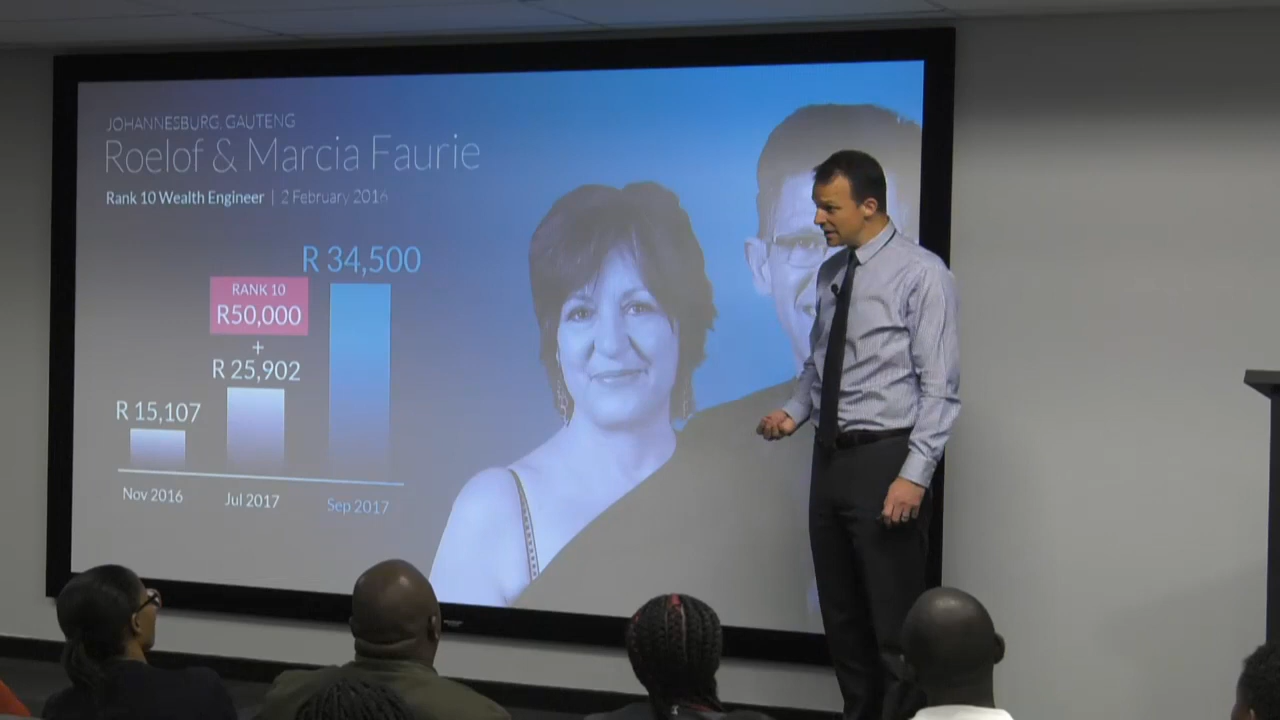 JOHANNESBURG, GAUTENG
Roelof & Marcia Faurie
Rank 10 Wealth Engineer | 2 February 2016
R 34,500
RANK 10
R50,000
+
R 25,902
R 15,107
Nov 2016
Jul 2017
Sep 2017